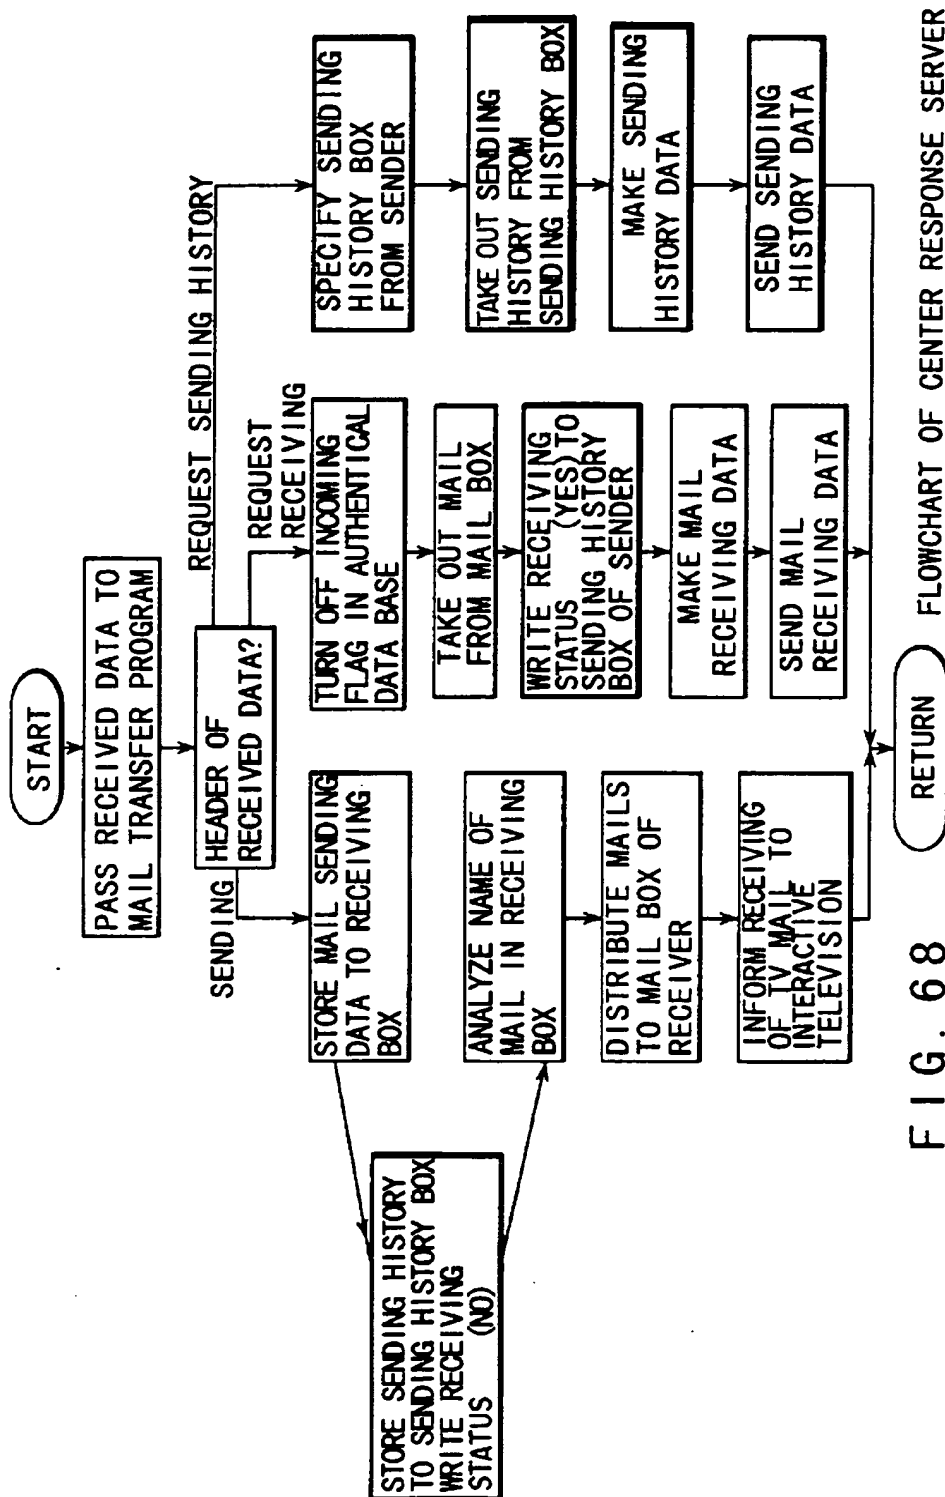 START
PASS RECEIVED DATA TO
MAIL TRANSFER PROGRAM
HEADER OF
RECEIVED DATA?
SENDING
REQUEST SENDING HISTORY
REQUEST
RECEIVING
STORE MAIL SENDING
DATA TO RECEIVING
BOX
STORE SENDING HISTORY
TO SENDING HISTORY BOX
WRITE RECEIVING
STATUS (NO)
ANALYZE NAME OF
MAIL IN RECEIVING
BOX
DISTRIBUTE MAILS
TO MAIL BOX OF
RECEIVER
INFORM RECEIVING
OF TV MAIL TO
INTERACTIVE
TELEVISION
TURN OFF INCOMING
FLAG IN AUTHENTICAL
DATA BASE
TAKE OUT MAIL
FROM MAIL BOX
WRITE RECEIVING
STATUS (YES) TO
SENDING HISTORY
BOX OF SENDER
MAKE MAIL
RECEIVING DATA
SEND MAIL
RECEIVING DATA
SPECIFY SENDING
HISTORY BOX
FROM SENDER
TAKE OUT SENDING
HISTORY FROM
SENDING HISTORY BOX
MAKE SENDING
HISTORY DATA
SEND SENDING
HISTORY DATA
RETURN
FIG. 68 FLOWCHART OF CENTER RESPONSE SERVER